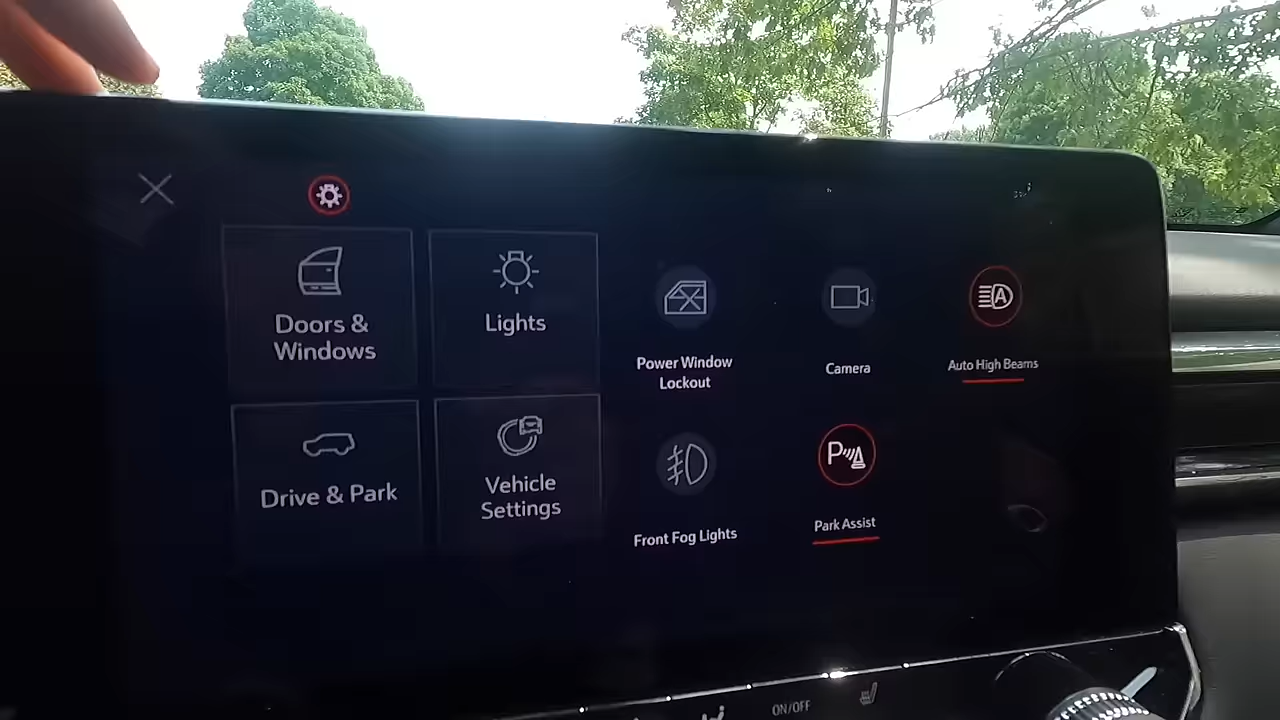 Doors &
Windows
Lights
Power Window
Lockout
Camera
Auto High Beams
Drive & Park
Vehicle
Settings
Front Fog Lights
Park Assist
ON/OFF